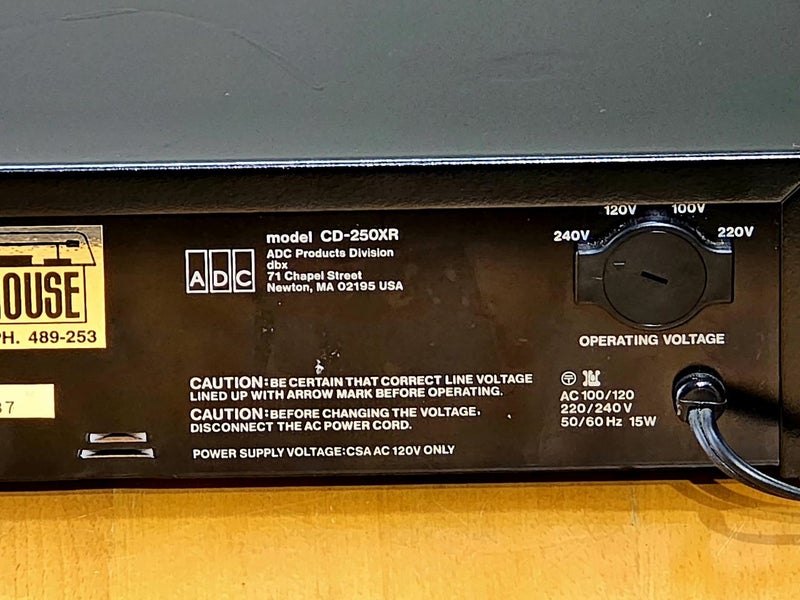 OUSE
PH. 489-253
37
ADC
model CD-250XR
ADC Products Division
dbx
71 Chapel Street
Newton, MA 02195 USA
CAUTION: BE CERTAIN THAT CORRECT LINE VOLTAGE
LINED UP WITH ARROW MARK BEFORE OPERATING.
CAUTION: BEFORE CHANGING THE VOLTAGE,
DISCONNECT THE AC POWER CORD.
POWER SUPPLY VOLTAGE: CSA AC 120V ONLY
240V 120V 100V 220V
OPERATING VOLTAGE
AC 100/120
220/240 V
50/60 Hz 15W